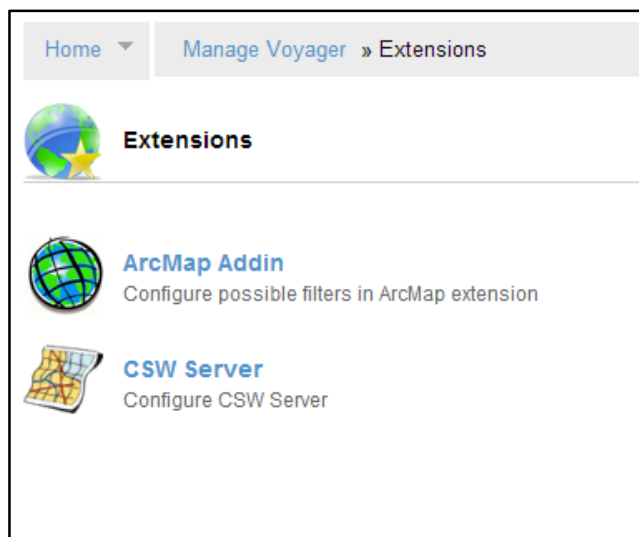 Home Manage Voyager » Extensions
Extensions
ArcMap Addin
Configure possible filters in ArcMap extension
CSW Server
Configure CSW Server